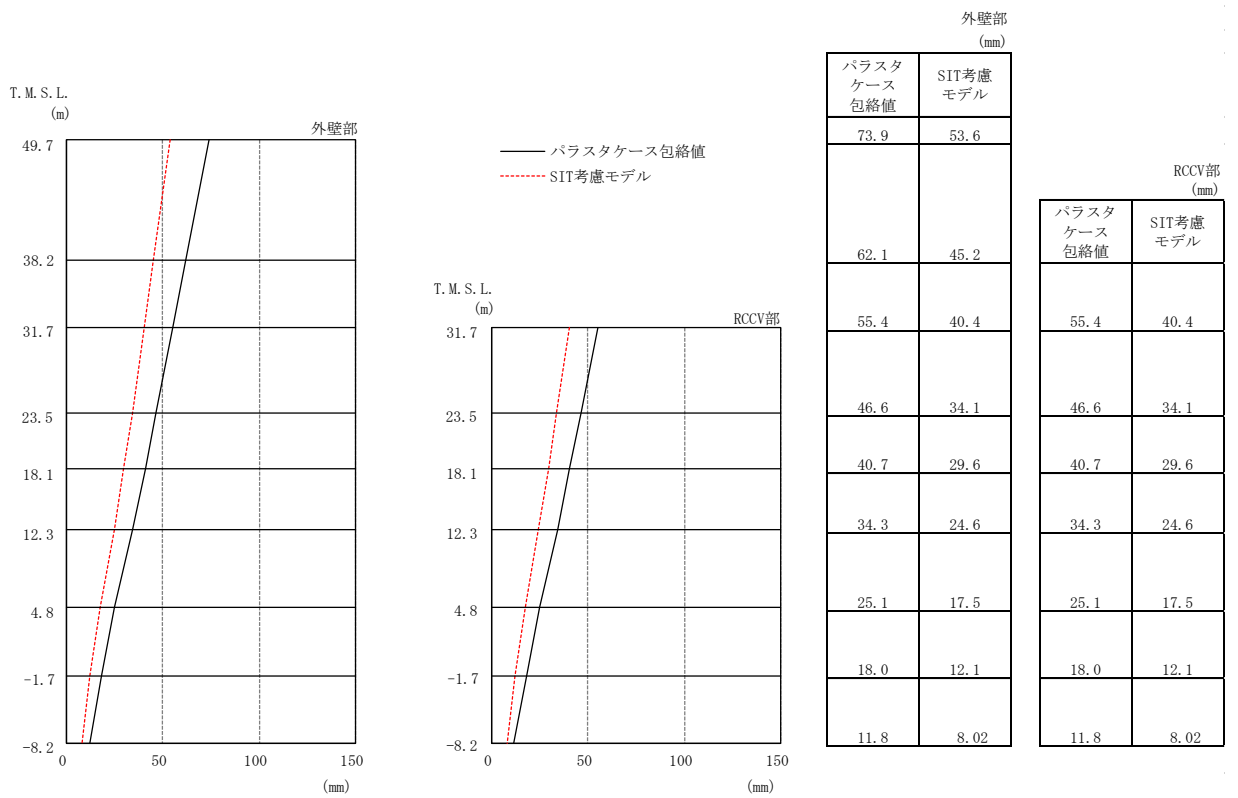 T.M.S.L.
(m)
外壁部
49.7
38.2
31.7
23.5
18.1
12.3
4.8
-1.7
-8.2
0 50 100 150
(mm)
パラスタケース包絡値
SIT考慮モデル
T.M.S.L.
(m)
RCCV部
31.7
23.5
18.1
12.3
4.8
-1.7
-8.2
0 50 100 150
(mm)
外壁部
(mm)
パラスタ
ケース
包絡値
SIT考慮
モデル
73.9 53.6
62.1 45.2
55.4 40.4
46.6 34.1
40.7 29.6
34.3 24.6
25.1 17.5
18.0 12.1
11.8 8.02
RCCV部
(mm)
パラスタ
ケース
包絡値
SIT考慮
モデル
55.4 40.4
46.6 34.1
40.7 29.6
34.3 24.6
25.1 17.5
18.0 12.1
11.8 8.02